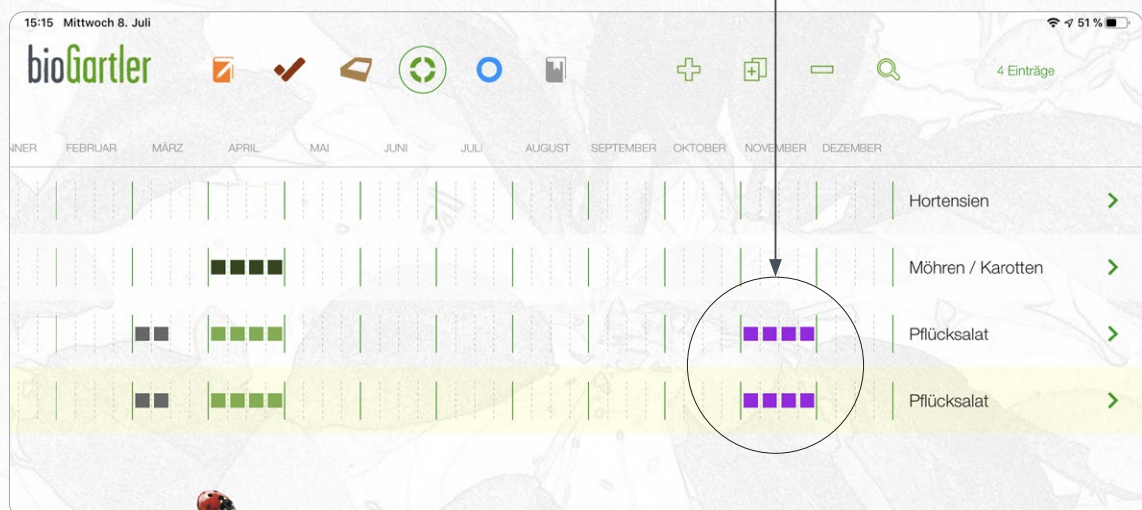 15:15 Mittwoch 8. Juli
51 %
bioGartler
4 Einträge
NNER FEBRUAR MÄRZ APRIL MAI JUNI JULI AUGUST SEPTEMBER OKTOBER NOVEMBER DEZEMBER
Hortensien
Möhren / Karotten
Pflücksalat
Pflücksalat